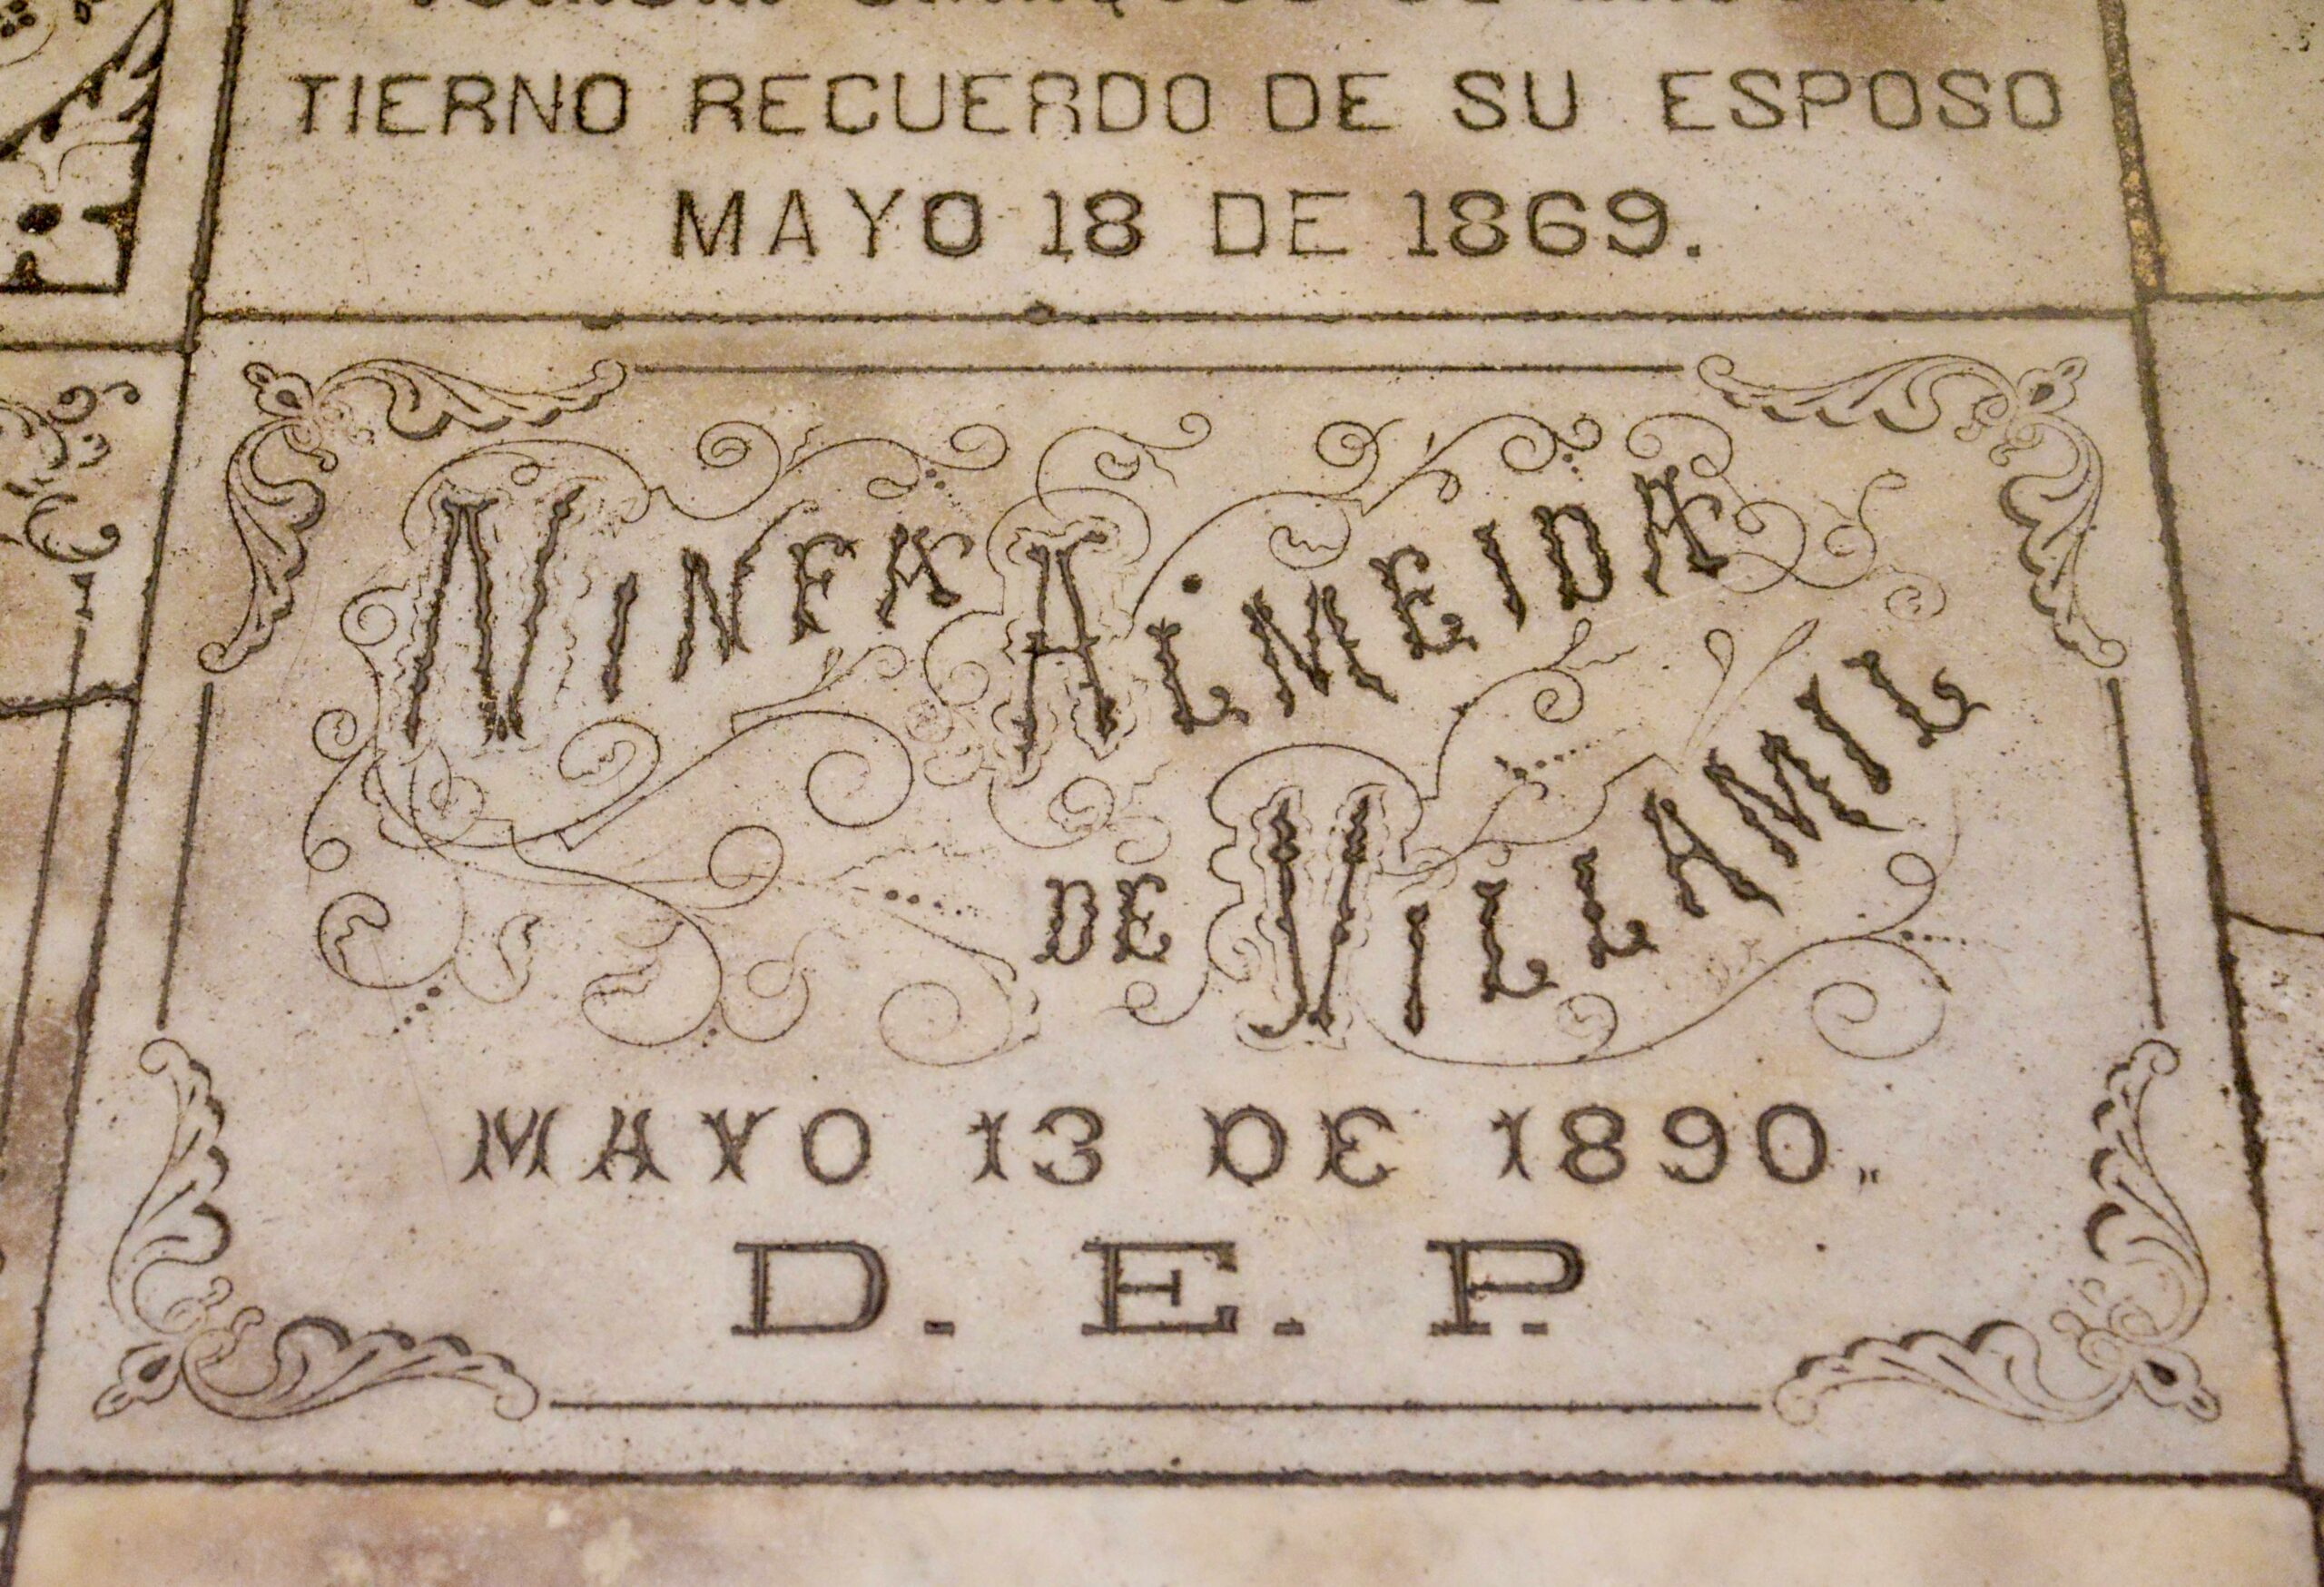 TIERNO RECUERDO DE SU ESPOSO
MAYO 18 DE 1869.
NINFA ALMEIDA
DE VILLAMIL
MAYO 13 DE 1890.
D. E. P.